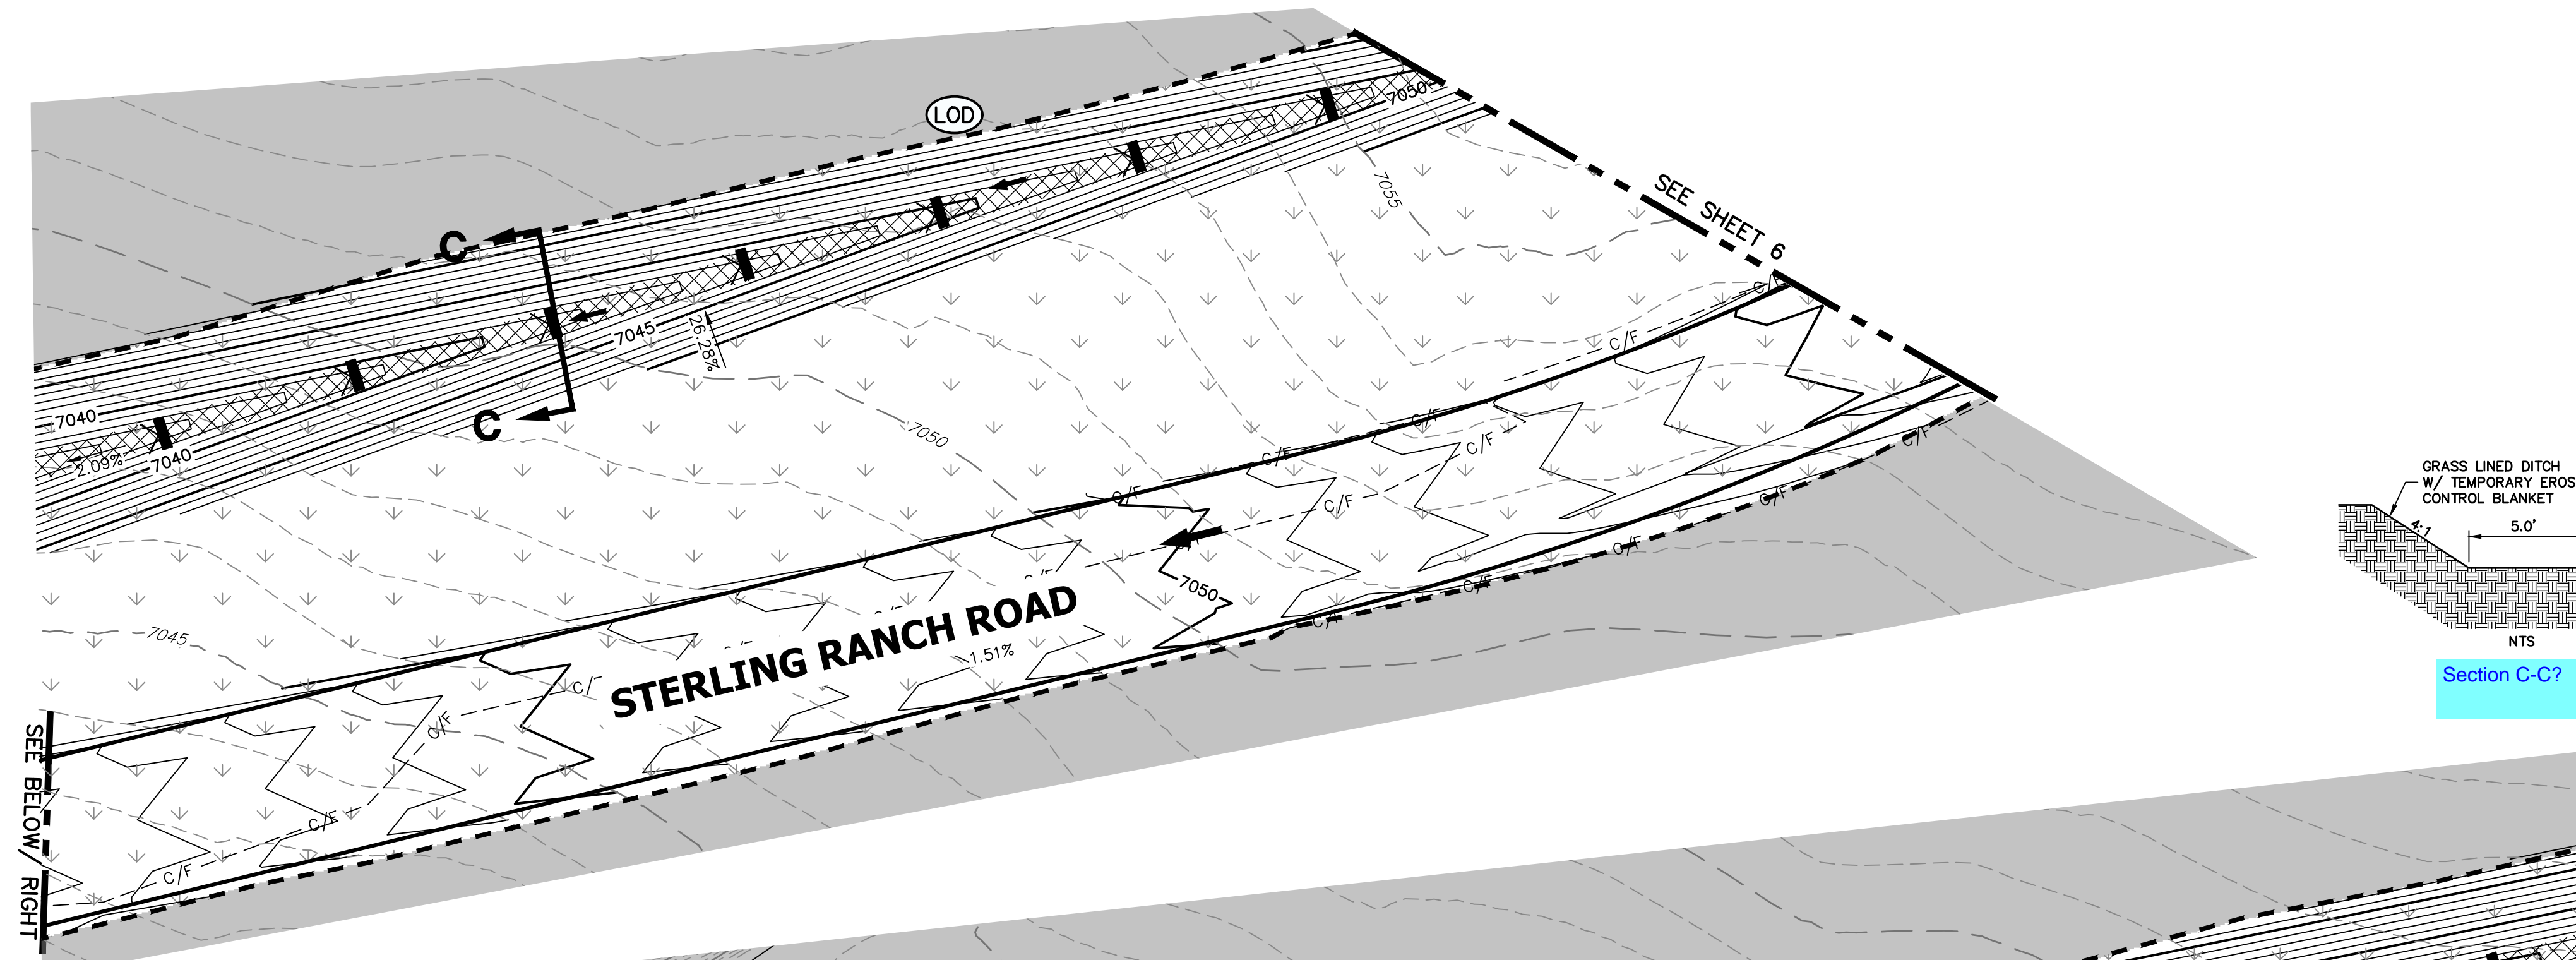 LOD
7050
SEE SHEET 6
7055
C
C/F
7045
26.28%
C/F
C
C/F
7040
7050
C/F
C/F
C/F
C/F
2.09%
7040
C/F
C/F
GRASS LINED DITCH
W/ TEMPORARY EROS
CONTROL BLANKET
4:1
5.0'
NTS
Section C-C?
C/F
C/F
7050
C/F
STERLING RANCH ROAD
1.51%
7045
C/F
C/F
C/F
C/F
SEE BELOW/ RIGHT